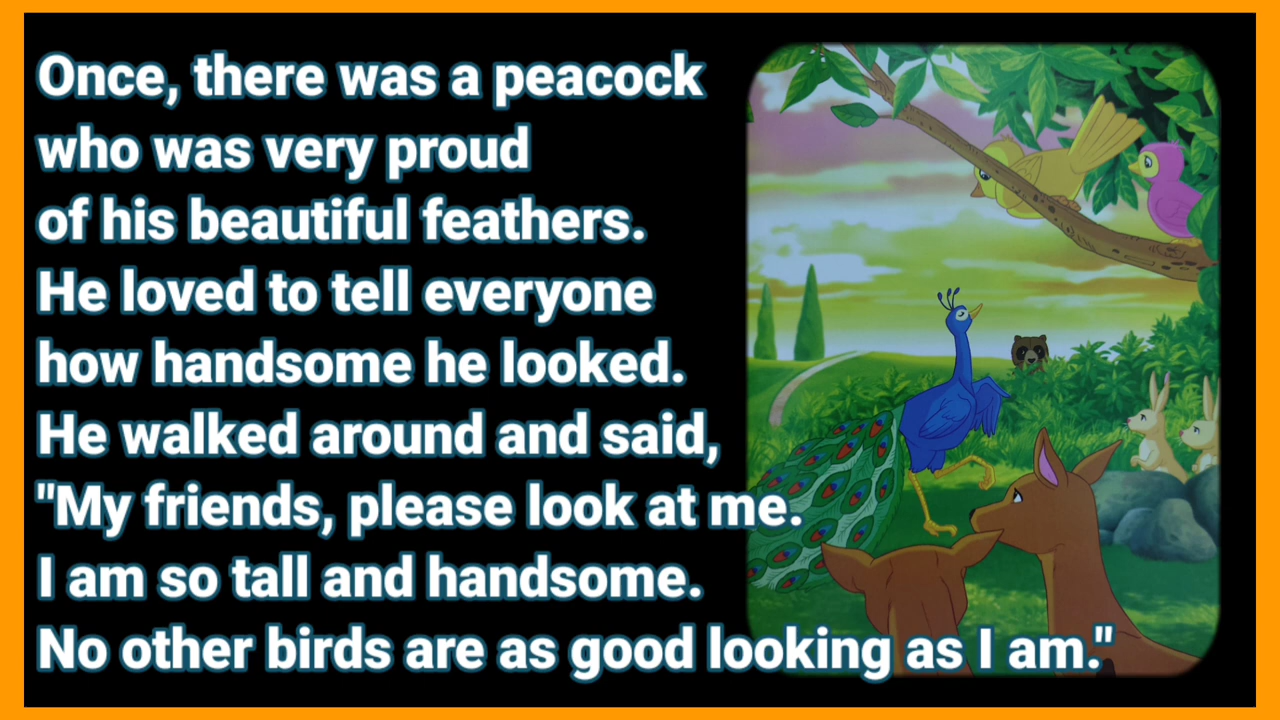 Once, there was a peacock
who was very proud
of his beautiful feathers.
He loved to tell everyone
how handsome he looked.
He walked around and said,
"My friends, please look at me.
I am so tall and handsome.
No other birds are as good looking as I am."